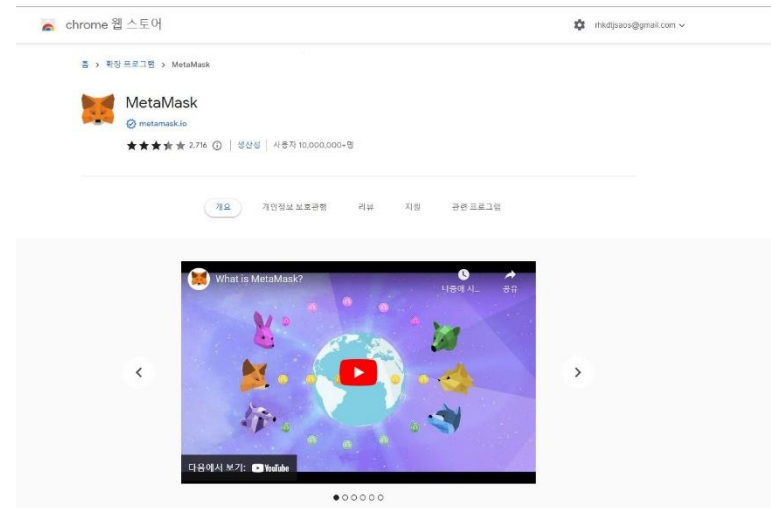 chrome 웹 스토어
rhkdtjsaos@gmail.com
홈 > 확장 프로그램 > MetaMask
MetaMask
metamask.io
2,716 | 생산성 | 사용자 10,000,000+명
개요 개인정보 보호관행 리뷰 지원 관련 프로그램
What is MetaMask?
나중에 시... 공유
다음에서 보기: YouTube